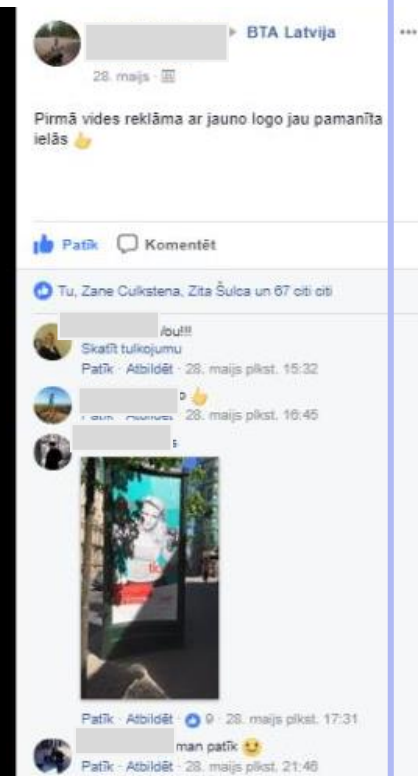 BTA Latvija
28. maijs
Pirmā vides reklāma ar jauno logo jau pamanīta
ielās
Patīk Komentēt
Tu, Zane Culkstena, Zita Šulca un 67 citi citi
Skatīt tulkojumu
Patīk · Atbildēt · 28. maijs plkst. 15:32
Patīk · Atbildēt · 28. maijs plkst. 16:45
Patīk · Atbildēt · 9 · 28. maijs plkst. 17:31
man patīk
Patīk · Atbildēt · 28. maijs plkst. 21:46